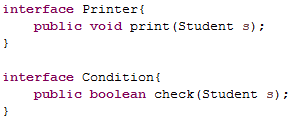 interface Printer{
    public void print(Student s);
}

interface Condition{
    public boolean check(Student s);
}